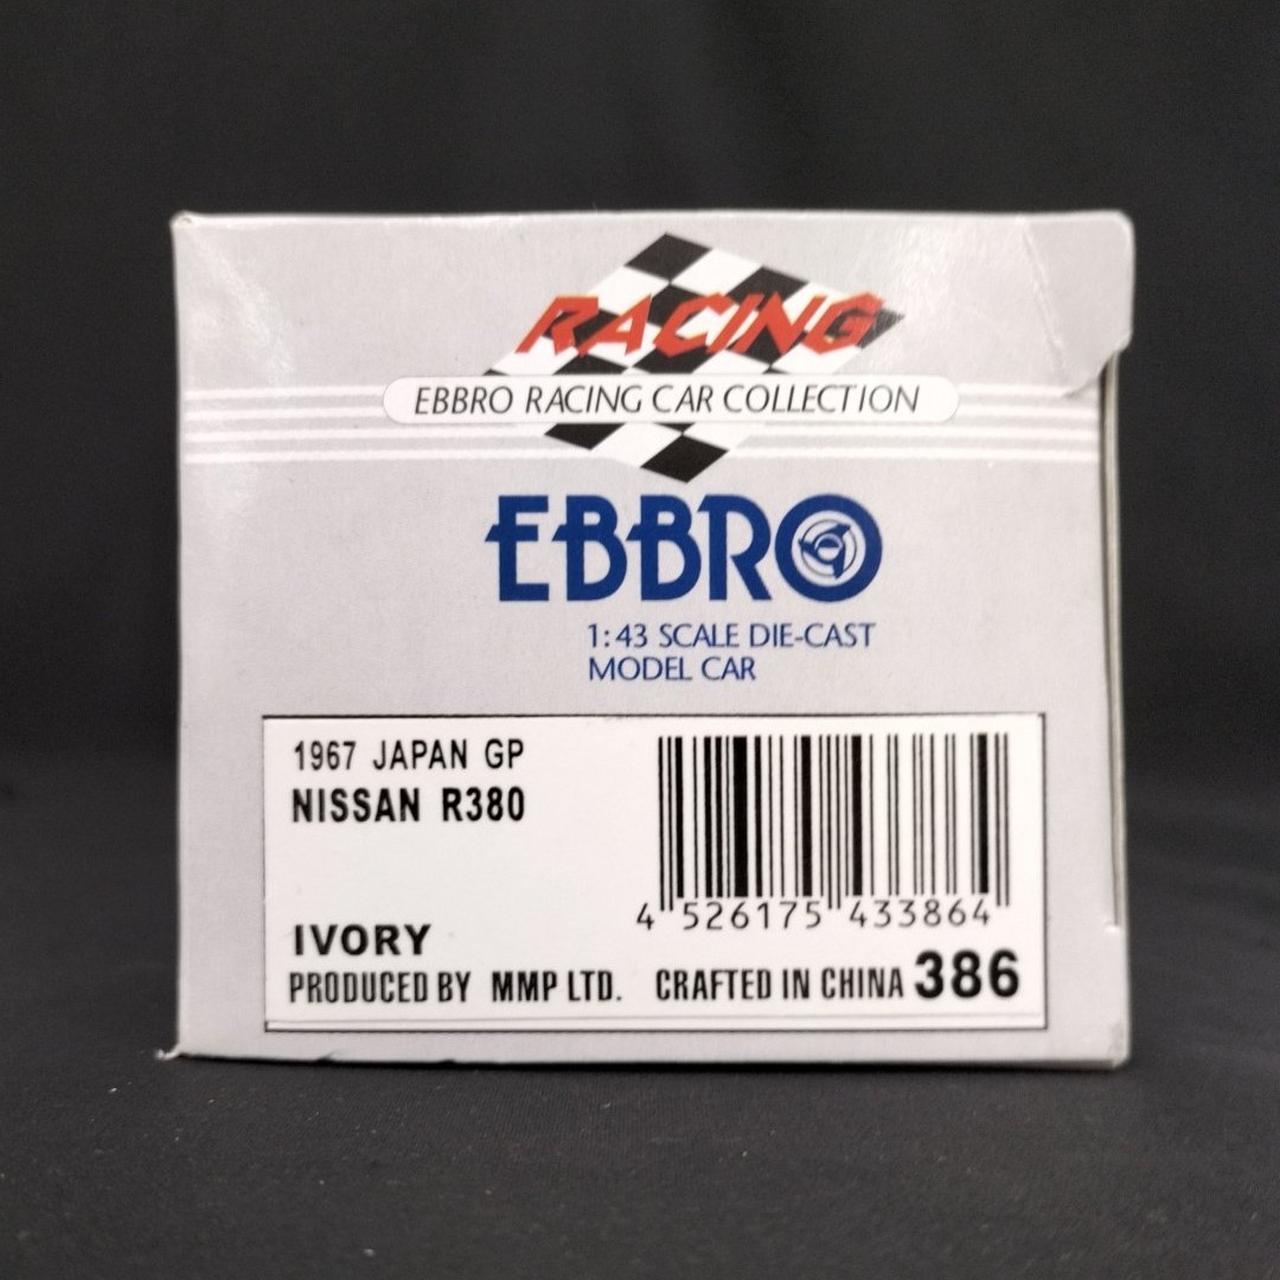 RACING
EBBRO RACING CAR COLLECTION
EBBRO
1:43 SCALE DIE-CAST
MODEL CAR
1967 JAPAN GP
NISSAN R380
4 526175 433864
IVORY
PRODUCED BY MMP LTD. CRAFTED IN CHINA 386